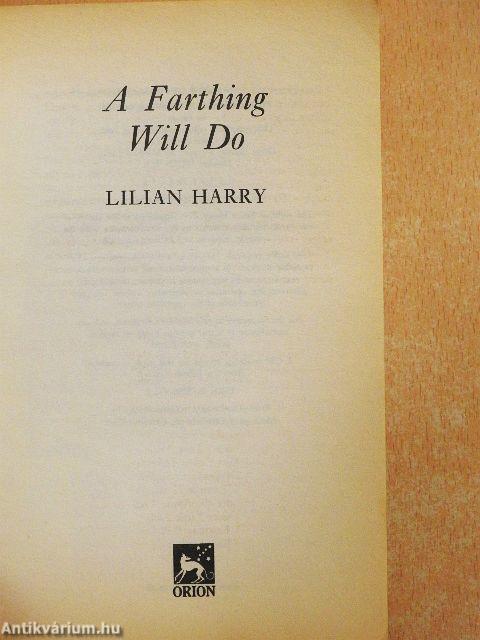 A Farthing
Will Do
LILIAN HARRY
ORION
Antikvárium.hu